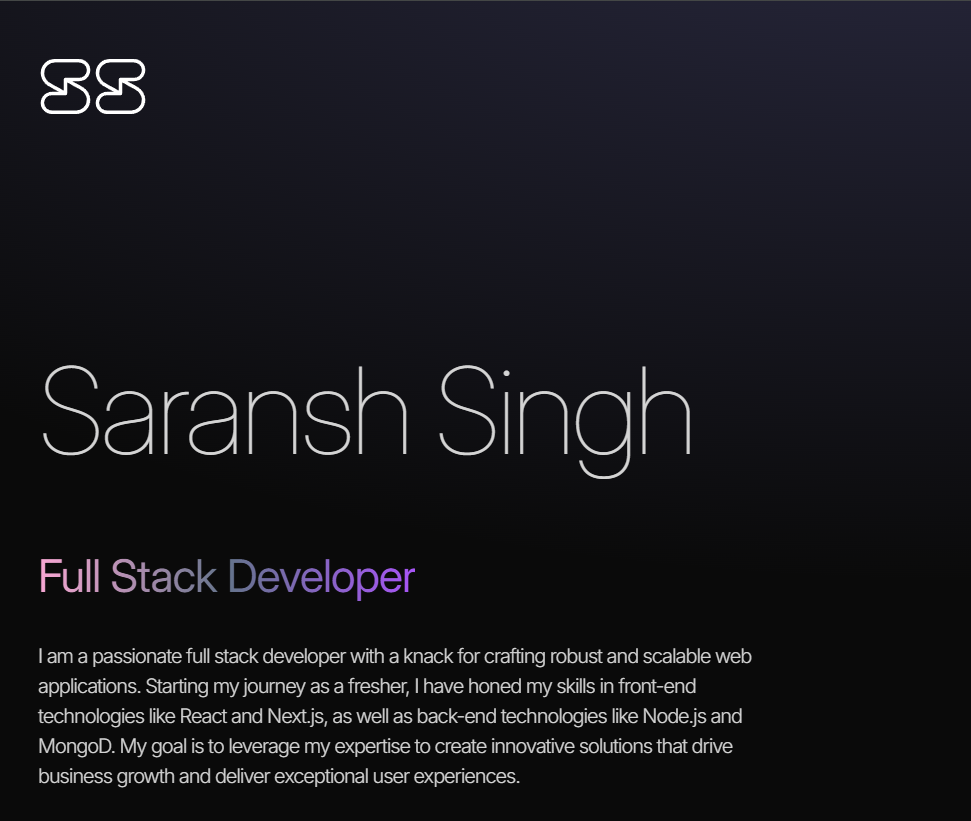 SS
Saransh Singh
Full Stack Developer
I am a passionate full stack developer with a knack for crafting robust and scalable web
applications. Starting my journey as a fresher, I have honed my skills in front-end
technologies like React and Next.js, as well as back-end technologies like Node.js and
MongoD. My goal is to leverage my expertise to create innovative solutions that drive
business growth and deliver exceptional user experiences.